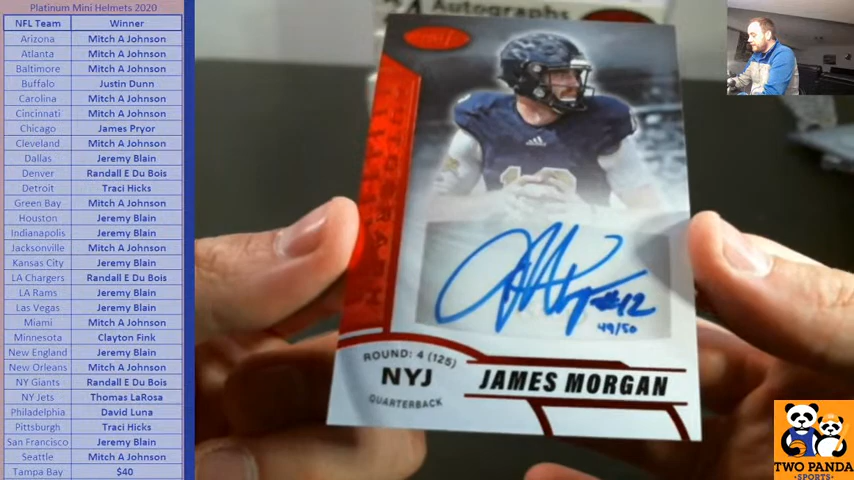 Platinum Mini Helmets 2020
NFL Team Winner
Arizona Mitch A Johnson
Atlanta Mitch A Johnson
Baltimore Mitch A Johnson
Buffalo Justin Dunn
Carolina Mitch A Johnson
Cincinnati Mitch A Johnson
Chicago James Pryor
Cleveland Mitch A Johnson
Dallas Jeremy Blain
Denver Randall E Du Bois
Detroit Traci Hicks
Green Bay Mitch A Johnson
Houston Jeremy Blain
Indianapolis Jeremy Blain
Jacksonville Mitch A Johnson
Kansas City Jeremy Blain
LA Chargers Randall E Du Bois
LA Rams Jeremy Blain
Las Vegas Jeremy Blain
Miami Mitch A Johnson
Minnesota Clayton Fink
New England Jeremy Blain
New Orleans Mitch A Johnson
NY Giants Randall E Du Bois
NY Jets Thomas LaRosa
Philadelphia David Luna
Pittsburgh Traci Hicks
San Francisco Jeremy Blain
Seattle Mitch A Johnson
Tampa Bay $40
Autographs
#12
49/50
ROUND: 4 (125)
NYJ
QUARTERBACK
JAMES MORGAN
TWO PANDA
•SPORTS•